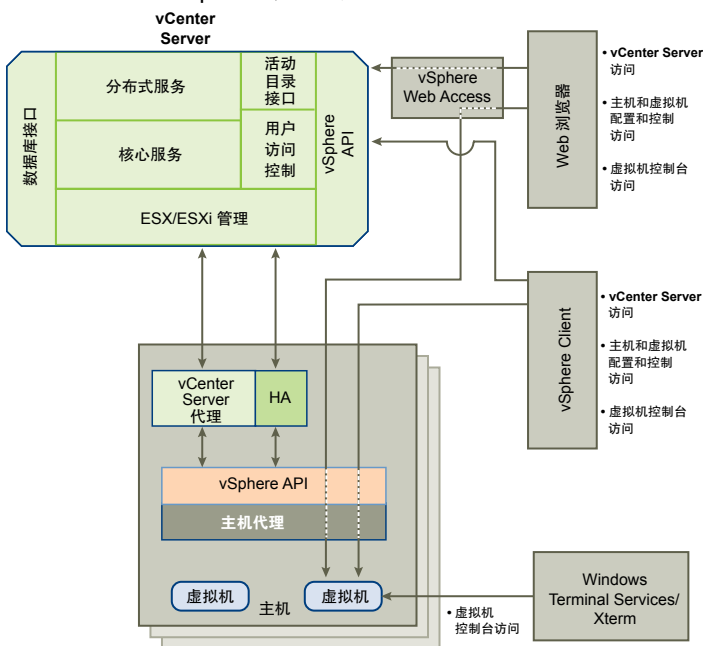 vCenter
Server
数据库接口
分布式服务
活动
目录
接口
核心服务
用户
访问
控制
vSphere
API
ESX/ESXi 管理
vSphere
Web Access
Web 浏览器
• vCenter Server
访问
• 主机和虚拟机
配置和控制
访问
• 虚拟机控制台
访问
vSphere Client
• vCenter Server
访问
• 主机和虚拟机
配置和控制
访问
• 虚拟机控制台
访问
vCenter
Server
代理
HA
vSphere API
主机代理
虚拟机
主机
虚拟机
• 虚拟机
控制台访问
Windows
Terminal Services/
Xterm